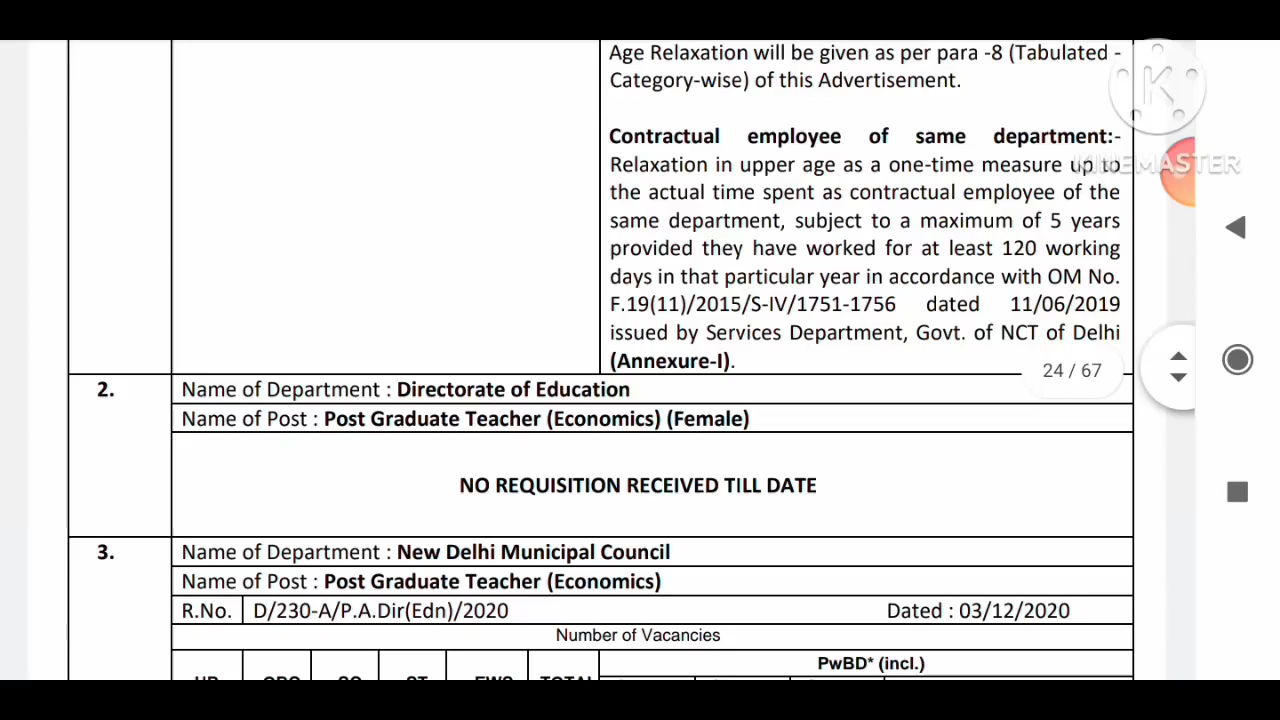 Age Relaxation will be given as per para -8 (Tabulated -
Category-wise) of this Advertisement.
Contractual employee of same department:-
Relaxation in upper age as a one-time measure up to
the actual time spent as contractual employee of the
same department, subject to a maximum of 5 years
provided they have worked for at least 120 working
days in that particular year in accordance with OM No.
F.19(11)/2015/S-IV/1751-1756 dated 11/06/2019
issued by Services Department, Govt. of NCT of Delhi
(Annexure-I).
K
KINEMASTER
24 / 67
2.
Name of Department : Directorate of Education
Name of Post : Post Graduate Teacher (Economics) (Female)
NO REQUISITION RECEIVED TILL DATE
3.
Name of Department : New Delhi Municipal Council
Name of Post : Post Graduate Teacher (Economics)
R.No. D/230-A/P.A.Dir(Edn)/2020 Dated : 03/12/2020
Number of Vacancies
PwBD* (incl.)
UR OBC SC ST EWS TOTAL